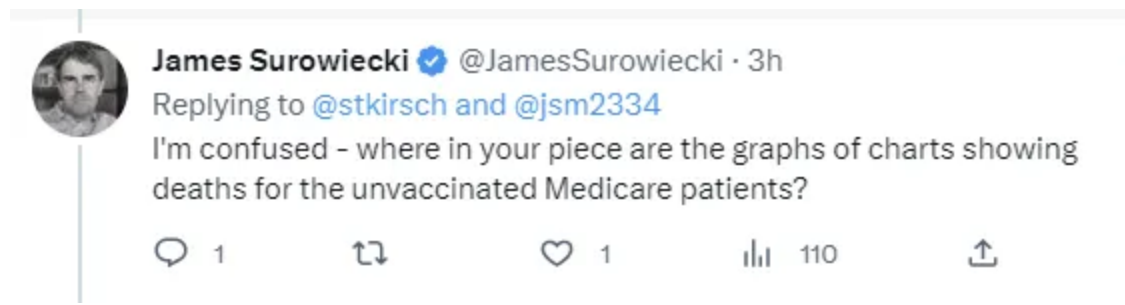 James Surowiecki @JamesSurowiecki · 3h
Replying to @stkirsch and @jsm2334
I'm confused - where in your piece are the graphs of charts showing
deaths for the unvaccinated Medicare patients?
1 1 110